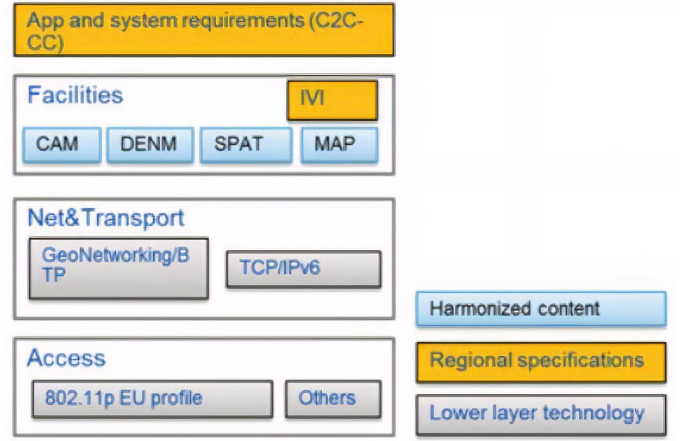 App and system requirements (C2C-
CC)
Facilities
IVI
CAM
DENM
SPAT
MAP
Net&Transport
GeoNetworking/B
TP
TCP/IPv6
Access
802.11p EU profile
Others
Harmonized content
Regional specifications
Lower layer technology